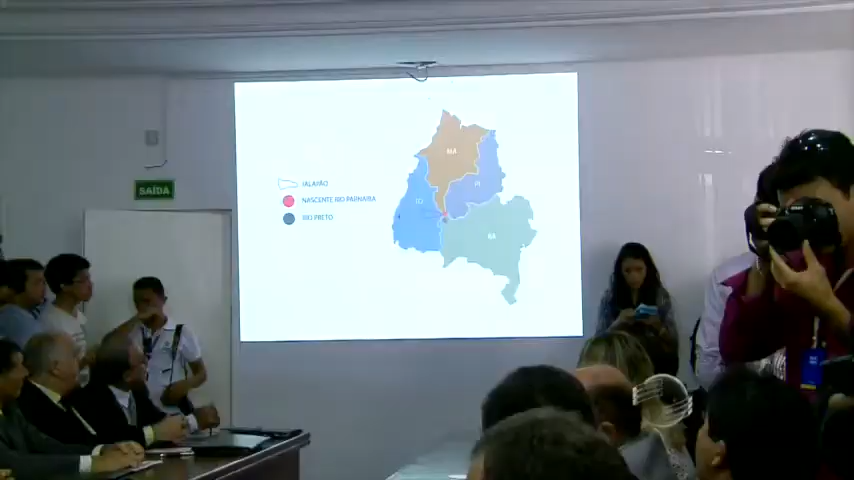 SAÍDA
JALAPÃO
NASCENTE RIO PARNAÍBA
RIO PRETO
MA
PI
TO
BA